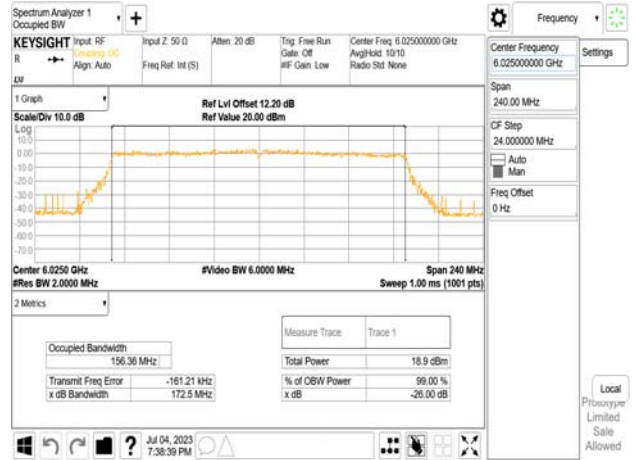 Spectrum Analyzer 1
Occupied BW
+
Frequency
KEYSIGHT
R
LXI
Input: RF
Coupling: DC
Align: Auto
Input Z: 50 Ω
Freq Ref: Int (S)
Atten: 20 dB
Trig: Free Run
Gate: Off
#IF Gain: Low
Center Freq: 6.025000000 GHz
Avg|Hold: 10/10
Radio Std: None
Center Frequency
6.025000000 GHz
Settings
Span
240.00 MHz
CF Step
24.000000 MHz
Auto
Man
Freq Offset
0 Hz
1 Graph
Scale/Div 10.0 dB
Ref Lvl Offset 12.20 dB
Ref Value 20.00 dBm
Log
10.0
0.00
-10.0
-20.0
-30.0
-40.0
-50.0
-60.0
-70.0
Center 6.0250 GHz
#Res BW 2.0000 MHz
#Video BW 6.0000 MHz
Span 240 MHz
Sweep 1.00 ms (1001 pts)
2 Metrics
Measure Trace
Trace 1
Occupied Bandwidth
156.36 MHz
Total Power
18.9 dBm
Transmit Freq Error
-161.21 kHz
% of OBW Power
99.00 %
x dB Bandwidth
172.5 MHz
x dB
-26.00 dB
Local
Prototype
Limited
Sale
Allowed
?
Jul 04, 2023
7:38:39 PM